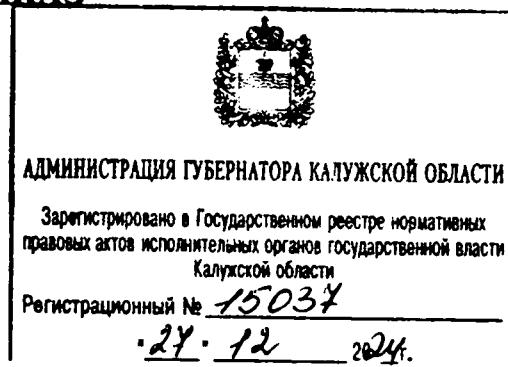 АДМИНИСТРАЦИЯ ГУБЕРНАТОРА КАЛУЖСКОЙ ОБЛАСТИ
Зарегистрировано в Государственном реестре нормативных
правовых актов исполнительных органов государственной власти
Калужской области
Регистрационный № 15037
"27" 12 2024г.